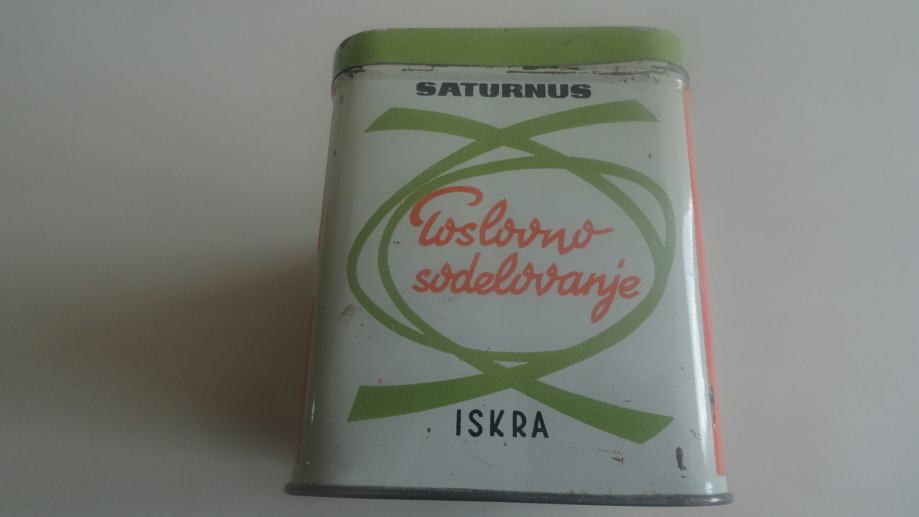 SATURNUS
Poslovno
sodelovanje
ISKRA